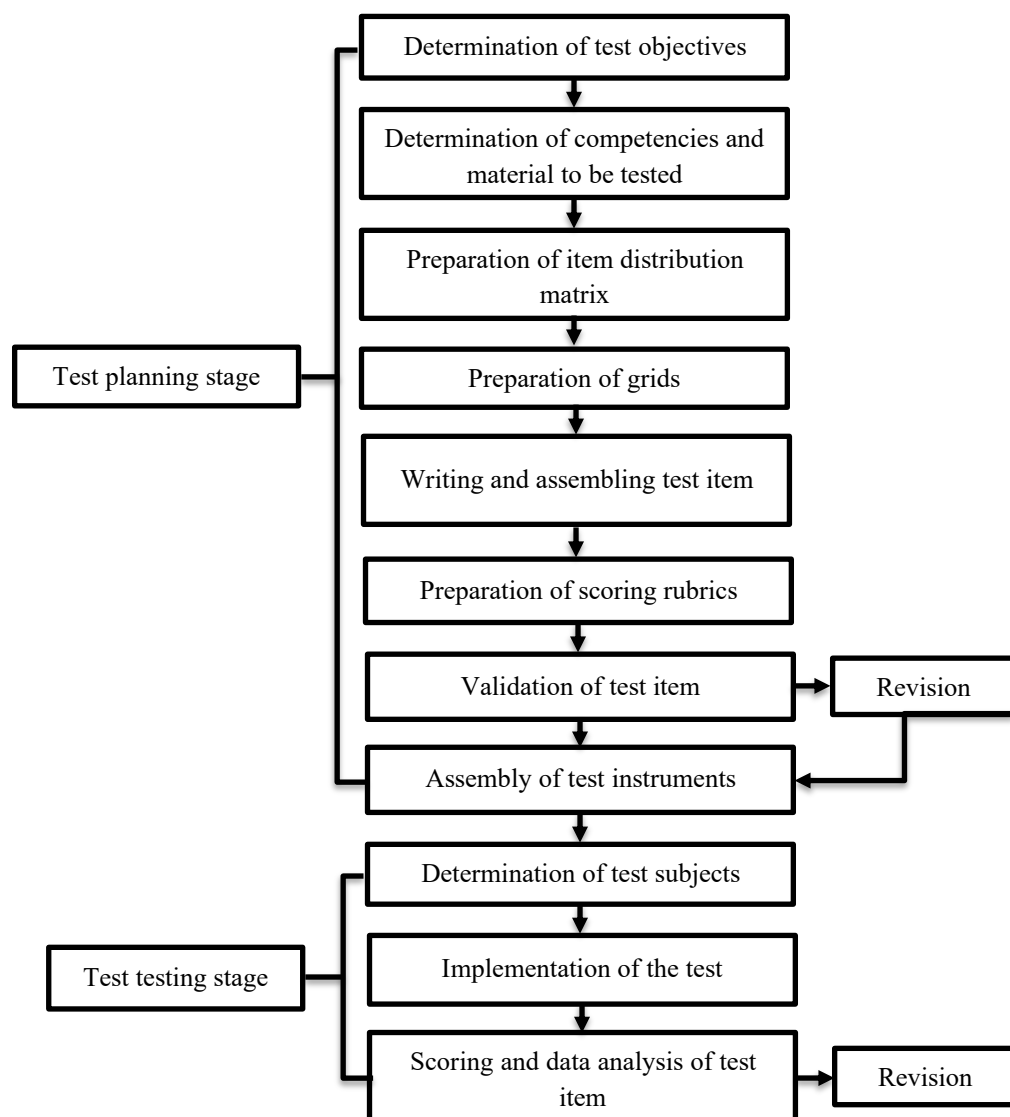 Determination of test objectives
Determination of competencies and
material to be tested
Preparation of item distribution
matrix
Test planning stage
Preparation of grids
Writing and assembling test item
Preparation of scoring rubrics
Validation of test item
Revision
Assembly of test instruments
Determination of test subjects
Implementation of the test
Test testing stage
Scoring and data analysis of test
item
Revision